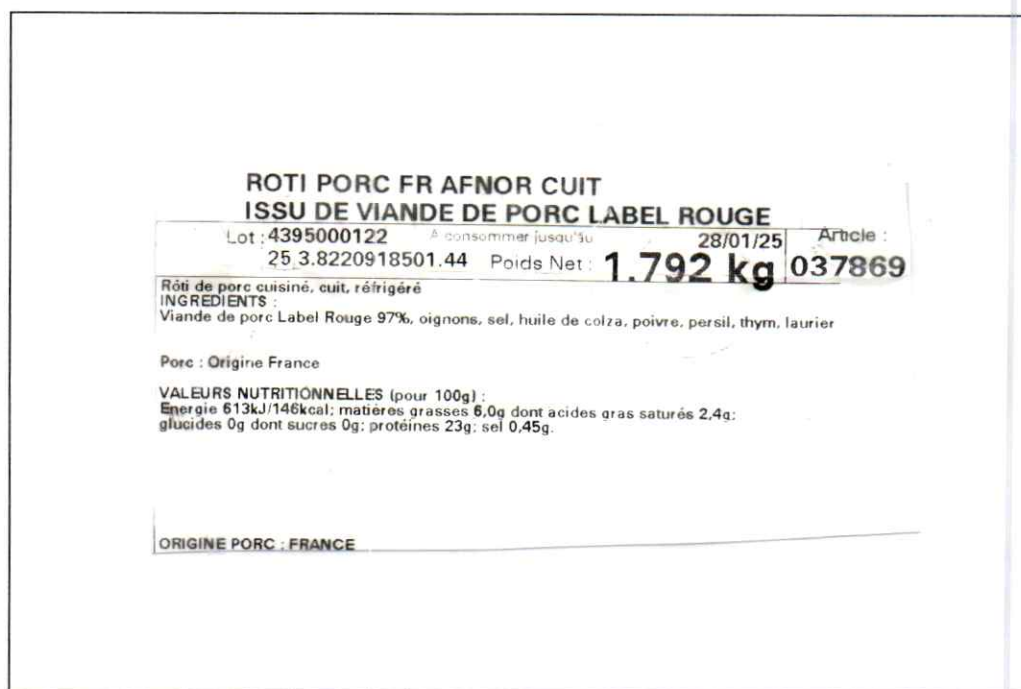 ROTI PORC FR AFNOR CUIT
ISSU DE VIANDE DE PORC LABEL ROUGE
Lot : 4395000122 A consommer jusqu'au 28/01/25 Article :
25 3.8220918501.44 Poids Net : 1.792 kg 037869
Rôti de porc cuisiné, cuit, réfrigéré
INGREDIENTS :
Viande de porc Label Rouge 97%, oignons, sel, huile de colza, poivre, persil, thym, laurier
Porc : Origine France
VALEURS NUTRITIONNELLES (pour 100g) :
Energie 613kJ/146kcal; matières grasses 6,0g dont acides gras saturés 2,4g;
glucides 0g dont sucres 0g; protéines 23g; sel 0,45g.
ORIGINE PORC : FRANCE